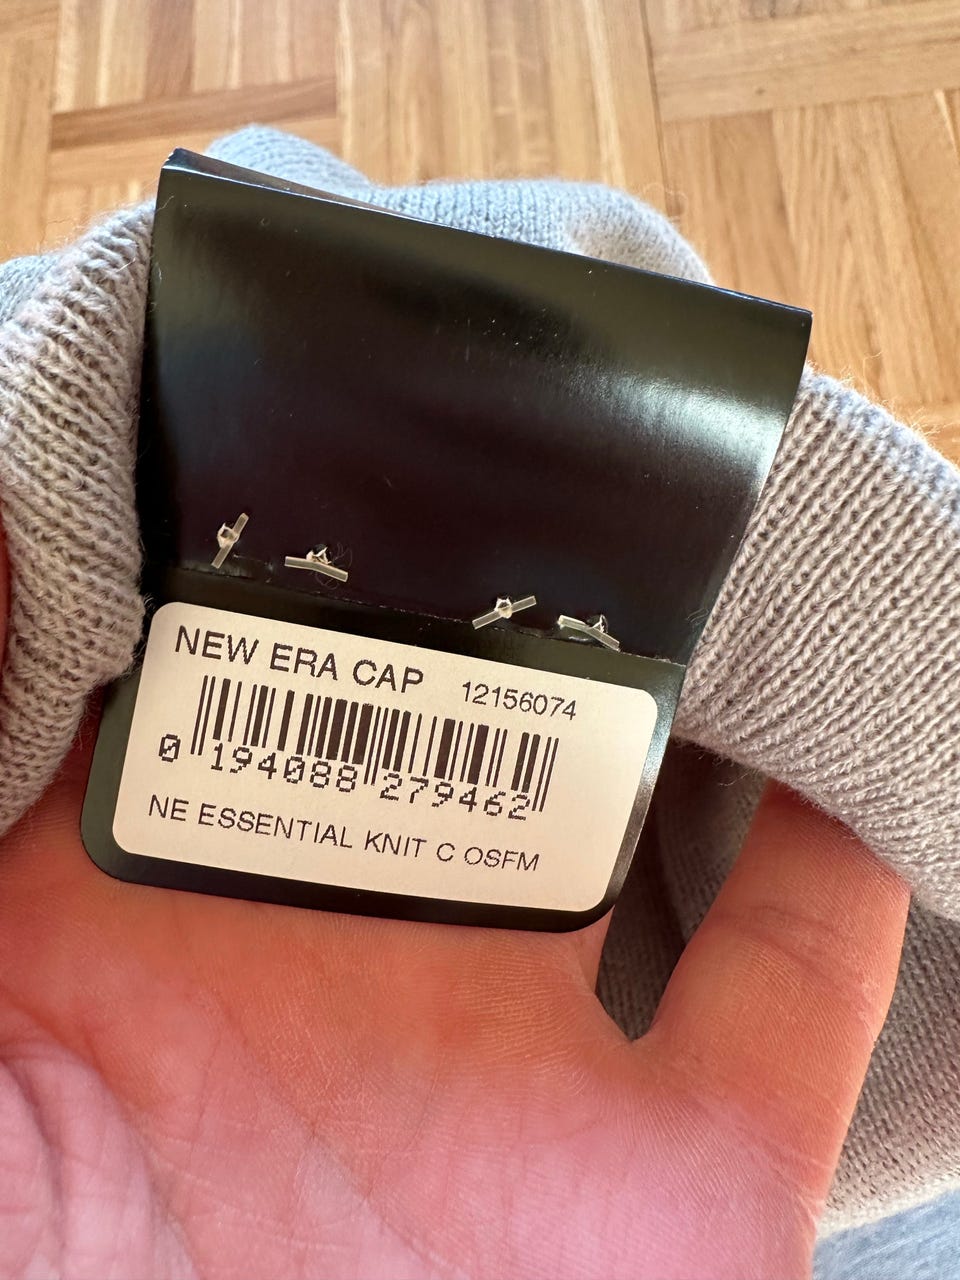 NEW ERA CAP 12156074
0 194088 279462
NE ESSENTIAL KNIT C OSFM